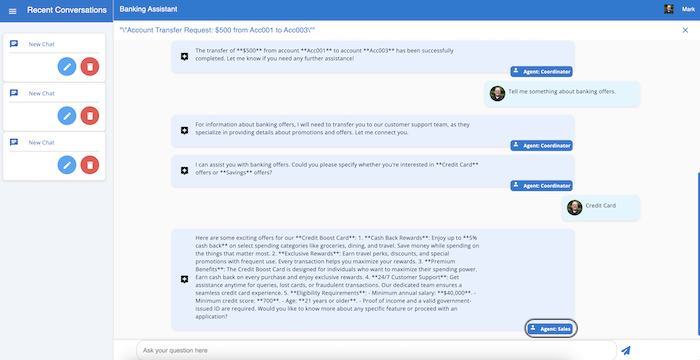 Recent Conversations
Banking Assistant
Mark
"\"Account Transfer Request: $500 from Acc001 to Acc003\""
New Chat
New Chat
New Chat
The transfer of **$500** from account **Acc001** to account **Acc003** has been successfully
completed. Let me know if you need any further assistance!
Agent: Coordinator
Tell me something about banking offers.
For information about banking offers, I will need to transfer you to our customer support team, as they
specialize in providing details about promotions and offers. Let me connect you.
Agent: Coordinator
I can assist you with banking offers. Could you please specify whether you're interested in **Credit Card**
offers or **Savings** offers?
Agent: Coordinator
Credit Card
Here are some exciting offers for our **Credit Boost Card**: 1. **Cash Back Rewards**: Enjoy up to **5%
cash back** on select spending categories like groceries, dining, and travel. Save money while spending on
the things that matter most. 2. **Exclusive Rewards**: Earn travel perks, discounts, and special
promotions with frequent use. Every transaction helps you maximize your rewards. 3. **Premium
Benefits**: The Credit Boost Card is designed for individuals who want to maximize their spending power.
Earn cash back on every purchase and enjoy exclusive rewards. 4. **24/7 Customer Support**: Get
assistance anytime for queries, lost cards, or fraudulent transactions. Our dedicated team ensures a
seamless credit card experience. 5. **Eligibility Requirements**: - Minimum annual salary: **$40,000**. -
Minimum credit score: **700**. - Age: **21 years or older**. - Proof of income and a valid government-
issued ID are required. Would you like to know more about any specific feature or proceed with an
application?
Agent: Sales
Ask your question here